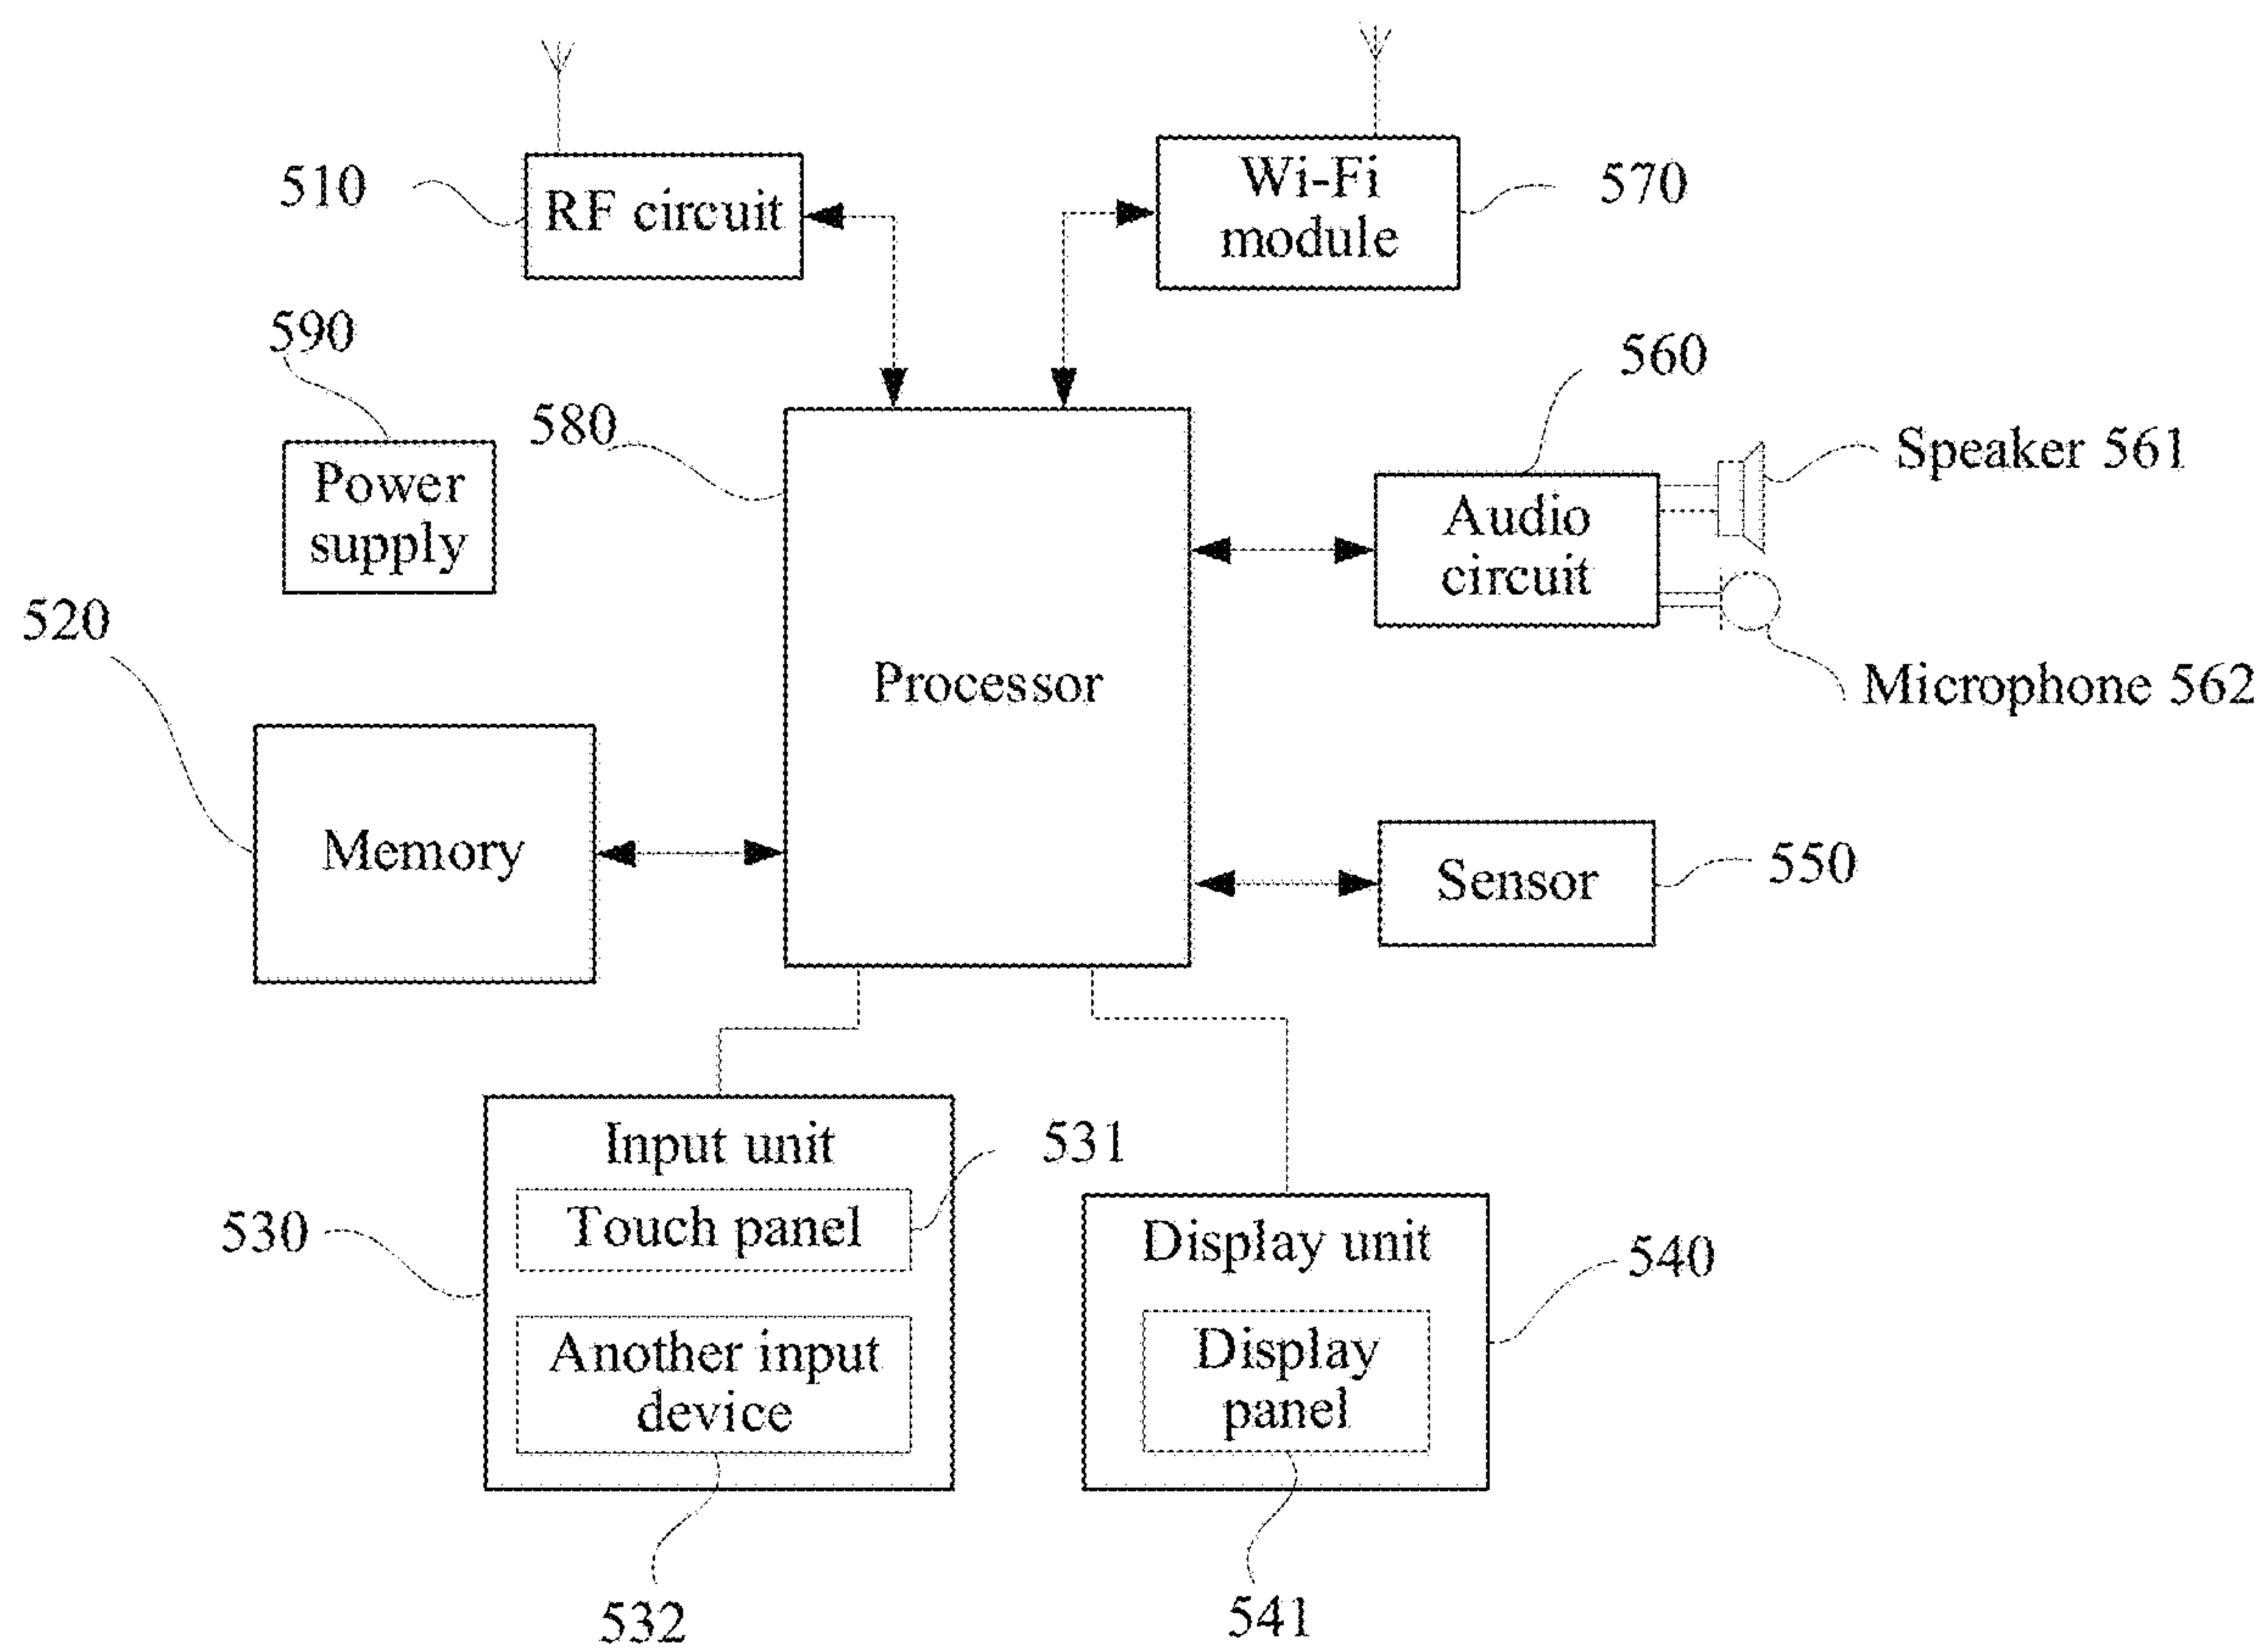 510
RF circuit
Wi-Fi
module
570
590
Power
supply
580
Processor
560
Audio
circuit
Speaker 561
Microphone 562
520
Memory
Sensor
550
Input unit
531
Touch panel
530
Another input
device
532
Display unit
540
Display
panel
541